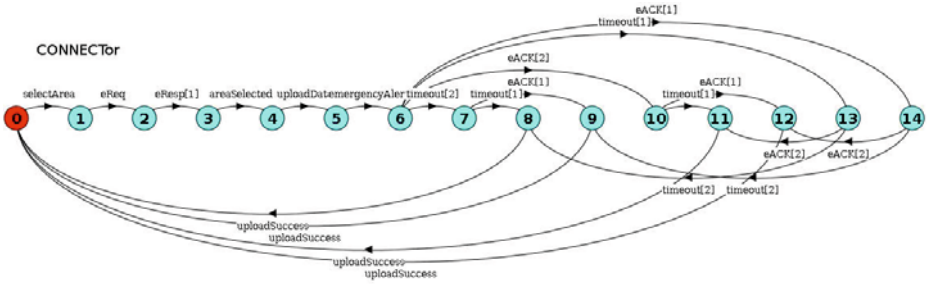 eACK[1]
timeout[1]
CONNECTor
eACK[2]
eACK[1]
eACK[1]
selectArea eReq eResp[1] areaSelected uploadDatemergencyAler timeout[2] timeout[1] timeout[1]
0 1 2 3 4 5 6 7 8 9 10 11 12 13 14
eACK[2] eACK[2]
timeout[2] timeout[2]
uploadSuccess
uploadSuccess
uploadSuccess
uploadSuccess